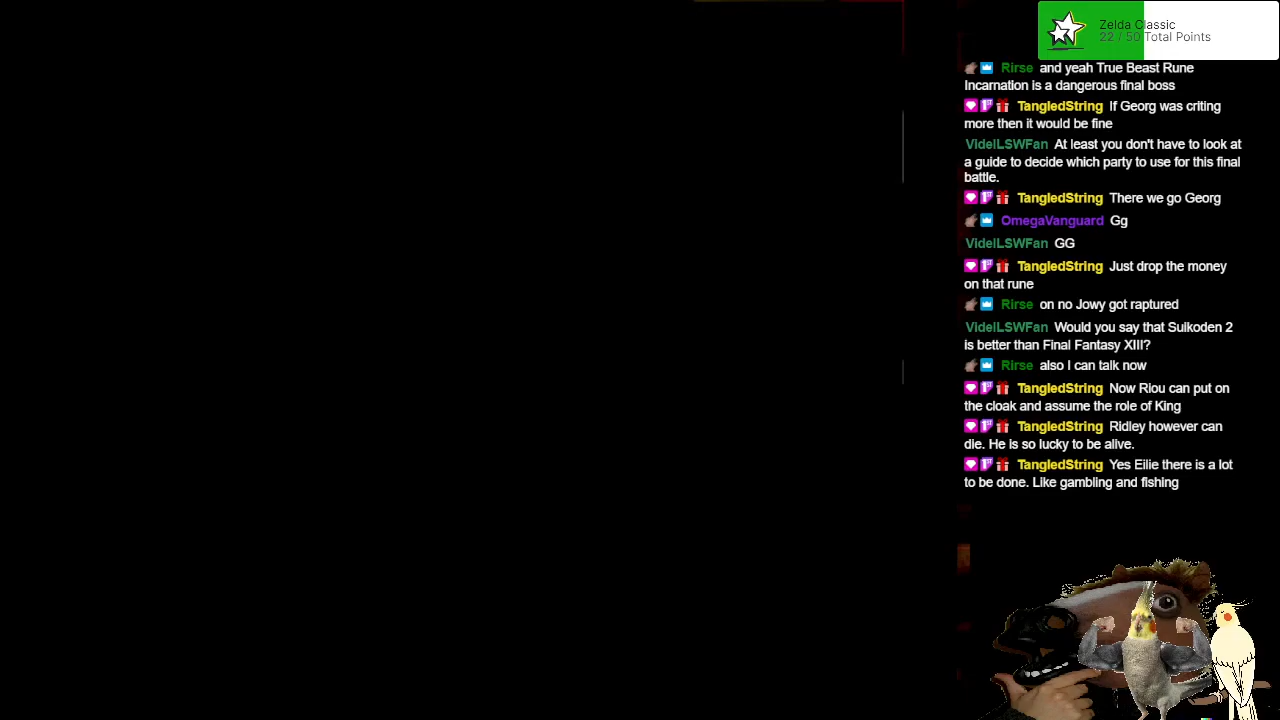 Zelda Classic
22 / 50 Total Points
Rirse and yeah True Beast Rune
Incarnation is a dangerous final boss
TangledString If Georg was criting
more then it would be fine
VidelLSWFan At least you don't have to look at
a guide to decide which party to use for this final
battle.
TangledString There we go Georg
OmegaVanguard Gg
VidelLSWFan GG
TangledString Just drop the money
on that rune
Rirse on no Jowy got raptured
VidelLSWFan Would you say that Suikoden 2
is better than Final Fantasy XIII?
Rirse also I can talk now
TangledString Now Riou can put on
the cloak and assume the role of King
TangledString Ridley however can
die. He is so lucky to be alive.
TangledString Yes Eilie there is a lot
to be done. Like gambling and fishing